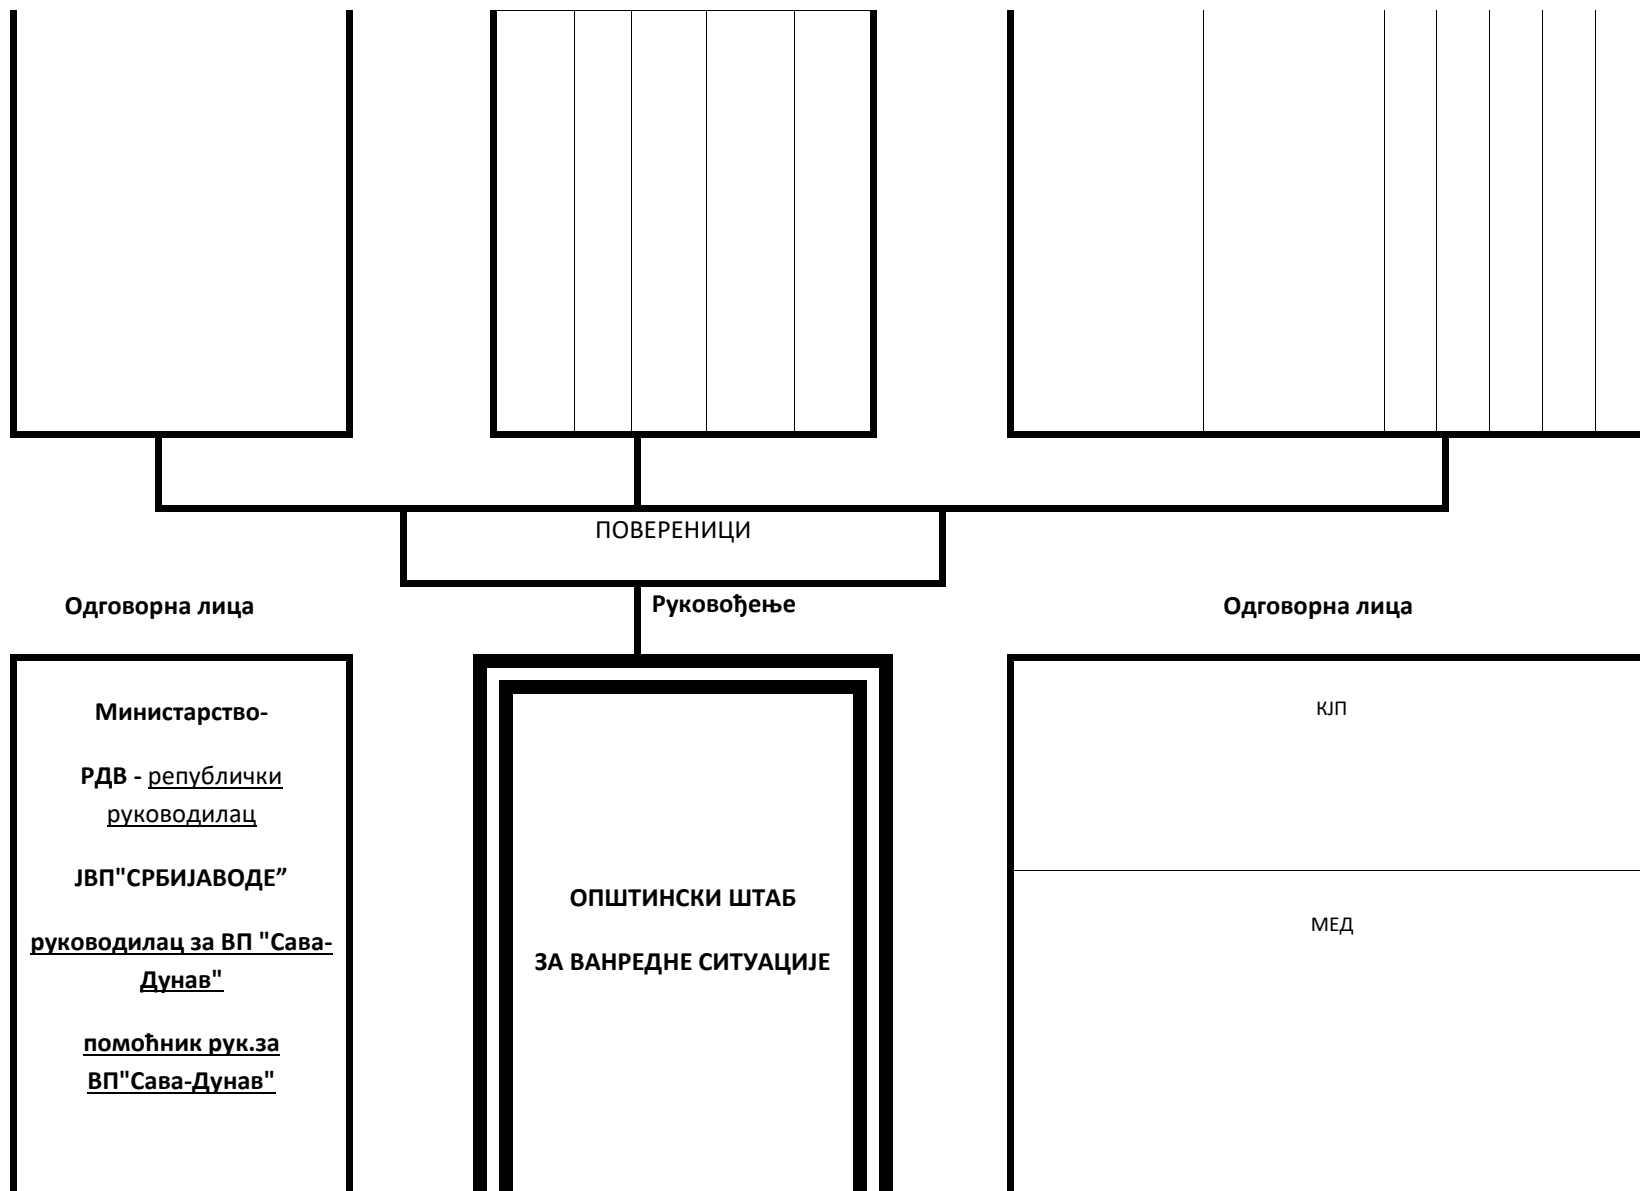 ПОВЕРЕНИЦИ
Одговорна лица
Руковођење
Одговорна лица
Министарство-
РДВ - републички
руководилац
ЈВП"СРБИЈАВОДЕ”
руководилац за ВП "Сава-
Дунав"
помоћник рук.за
ВП"Сава-Дунав"
ОПШТИНСКИ ШТАБ
ЗА ВАНРЕДНЕ СИТУАЦИЈЕ
КЈП
МЕД